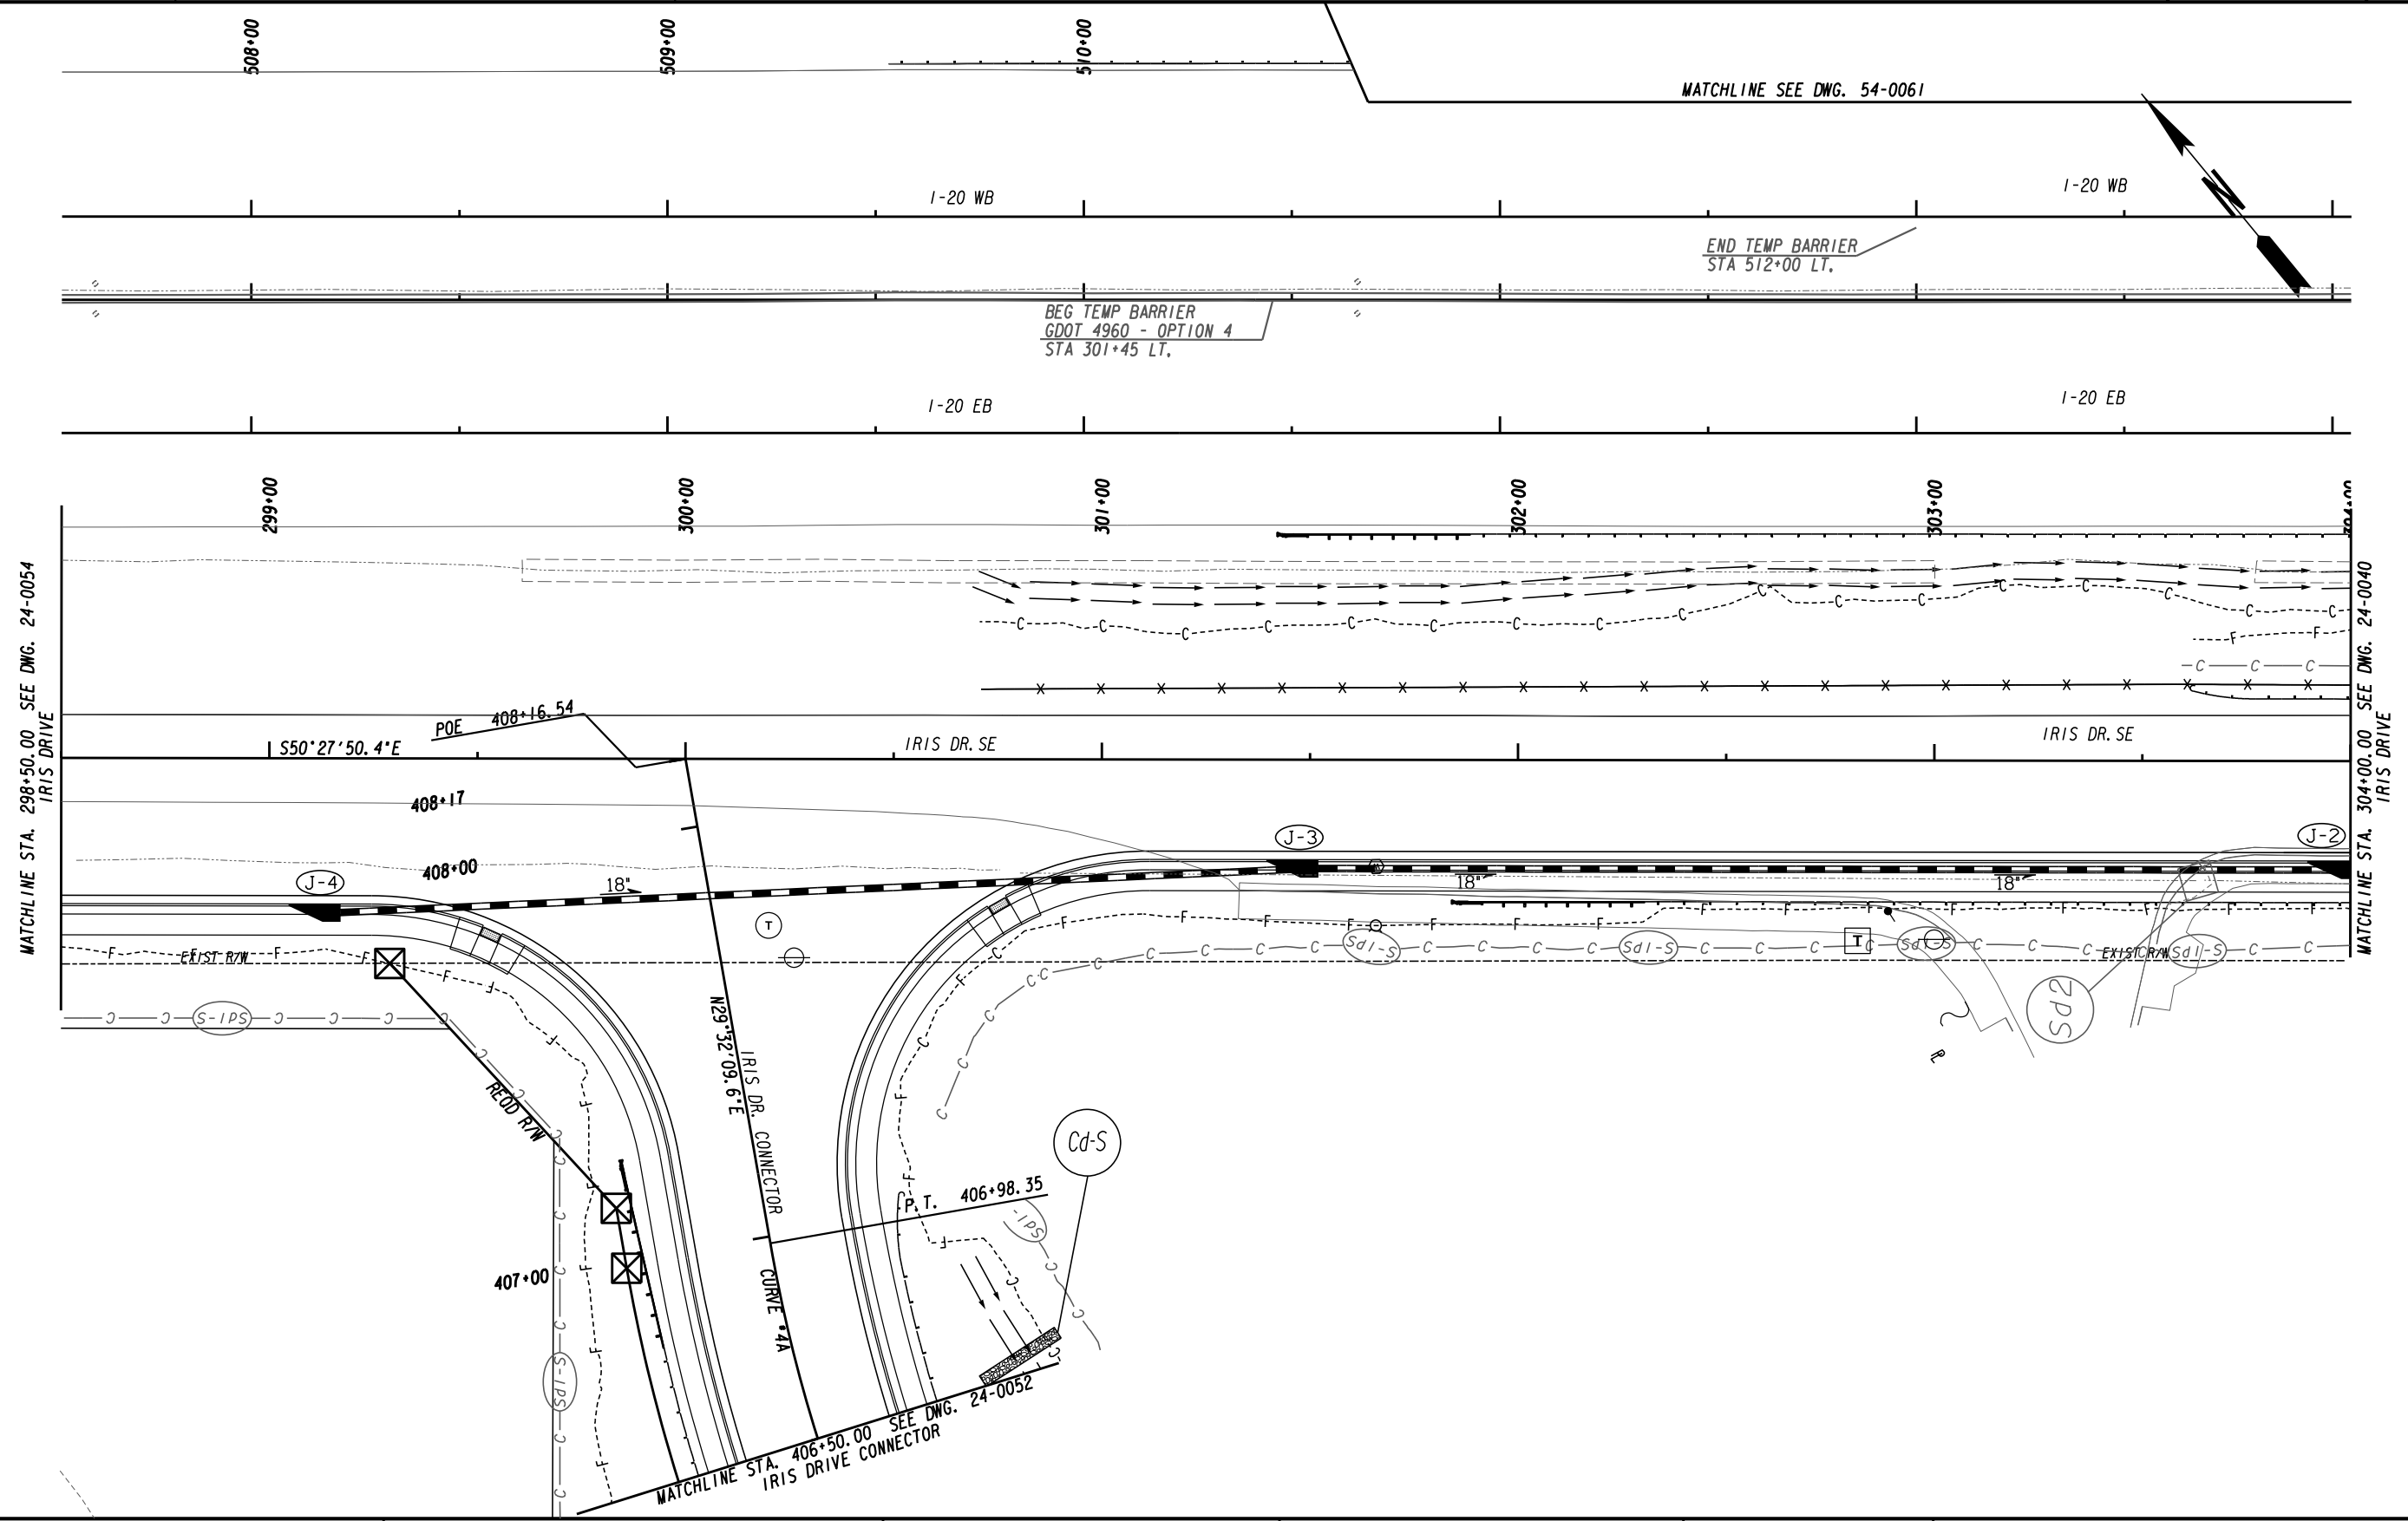 508+00
509+00
510+00
MATCHLINE SEE DWG. 54-0061
I-20 WB
I-20 WB
END TEMP BARRIER
STA 512+00 LT.
BEG TEMP BARRIER
GDOT 4960 - OPTION 4
STA 301+45 LT.
I-20 EB
I-20 EB
299+00
300+00
301+00
302+00
303+00
304+00
MATCHLINE STA. 298+50.00 SEE DWG. 24-0054
IRIS DRIVE
MATCHLINE STA. 304+00.00 SEE DWG. 24-0040
IRIS DRIVE
C C C C C C C C C C C C C C C C C
F F
C C C
X X X X X X X X X X X X X X X X X X X X X X
POE 408+16.54
S50°27'50.4"E
IRIS DR. SE
IRIS DR. SE
408+17
408+00
J-4
J-3
J-2
18"
18"
18"
T
T
EXIST R/W
EXIST R/W
Sd1-S
Sd1-S
Sd1-S
Sd1-S
Sd1-S
Sd2
REQD R/W
N29°32'09.6"E
IRIS DR. CONNECTOR
PL
Cd-S
P.T. 406+98.35
Sd1-
407+00
CURVE #4A
Sd1-S
24-0052
MATCHLINE STA. 406+50.00 SEE DWG.
IRIS DRIVE CONNECTOR